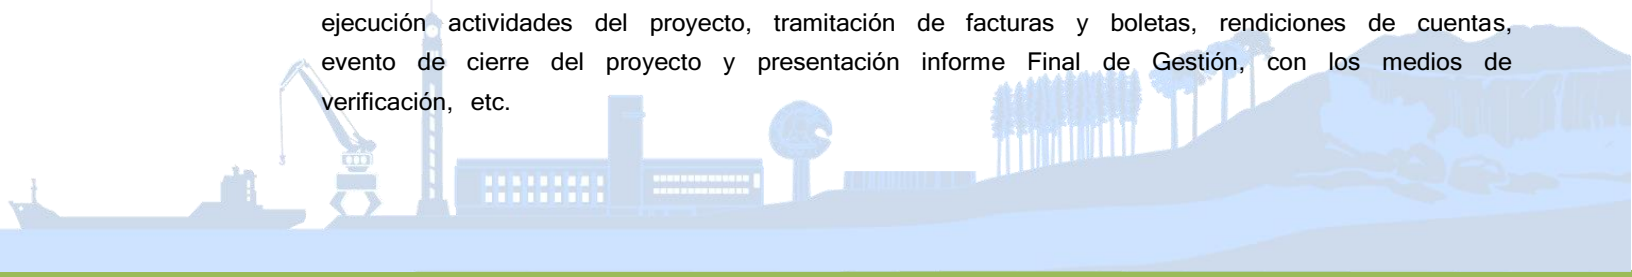 ejecución actividades del proyecto, tramitación de facturas y boletas, rendiciones de cuentas,
evento de cierre del proyecto y presentación informe Final de Gestión, con los medios de
verificación, etc.